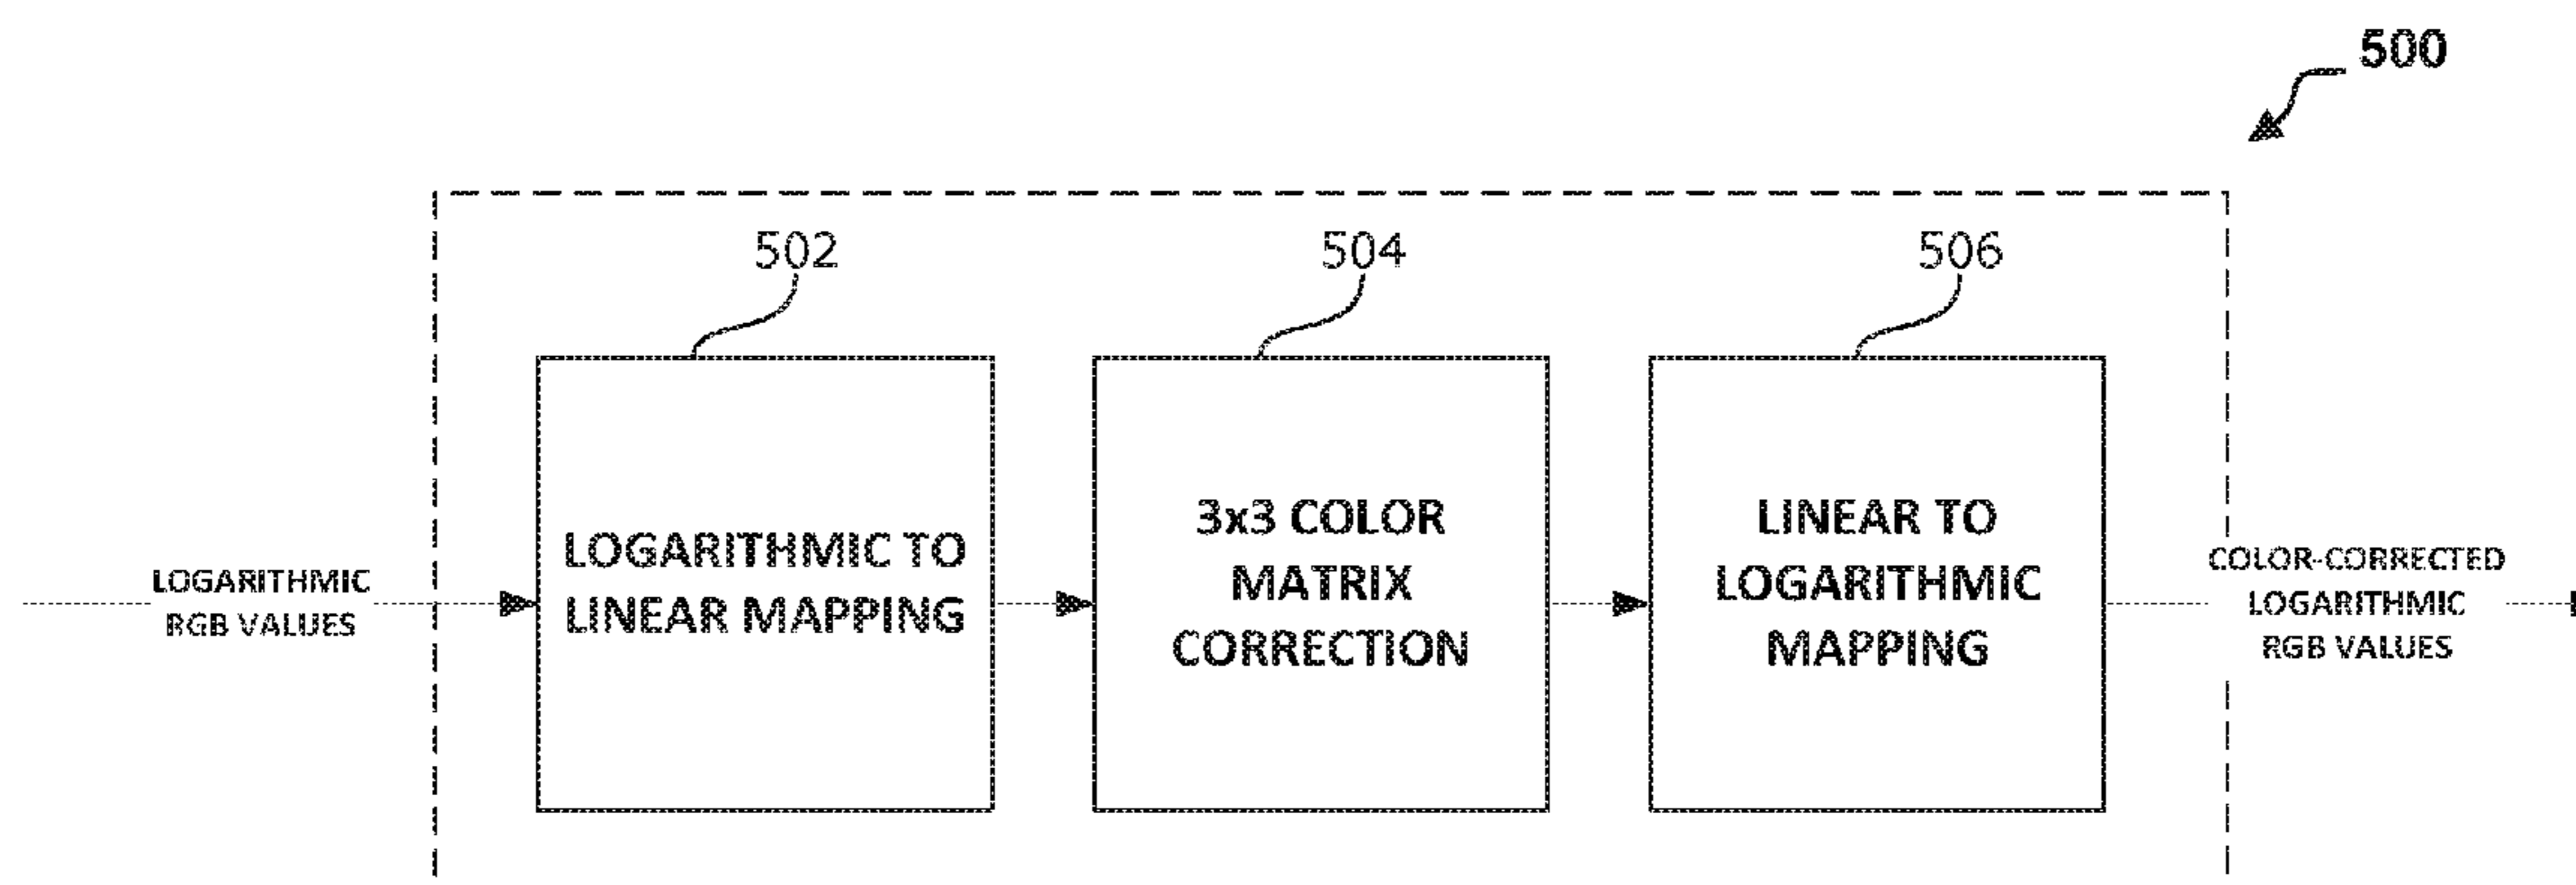 500
502
504
506
LOGARITHMIC
RGB VALUES
LOGARITHMIC TO
LINEAR MAPPING
3x3 COLOR
MATRIX
CORRECTION
LINEAR TO
LOGARITHMIC
MAPPING
COLOR-CORRECTED
LOGARITHMIC
RGB VALUES